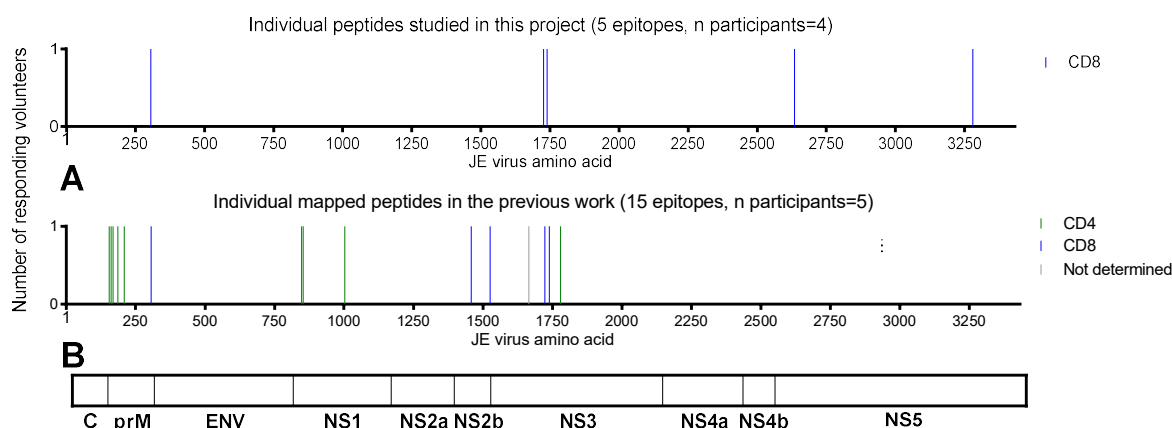 Individual peptides studied in this project (5 epitopes, n participants=4)
Number of responding volunteers
1
0
CD8
1 250 500 750 1000 1250 1500 1750 2000 2250 2500 2750 3000 3250
JE virus amino acid
A
Individual mapped peptides in the previous work (15 epitopes, n participants=5)
1
0
CD4
CD8
Not determined
1 250 500 750 1000 1250 1500 1750 2000 2250 2500 2750 3000 3250
JE virus amino acid
B
C prM ENV NS1 NS2a NS2b NS3 NS4a NS4b NS5